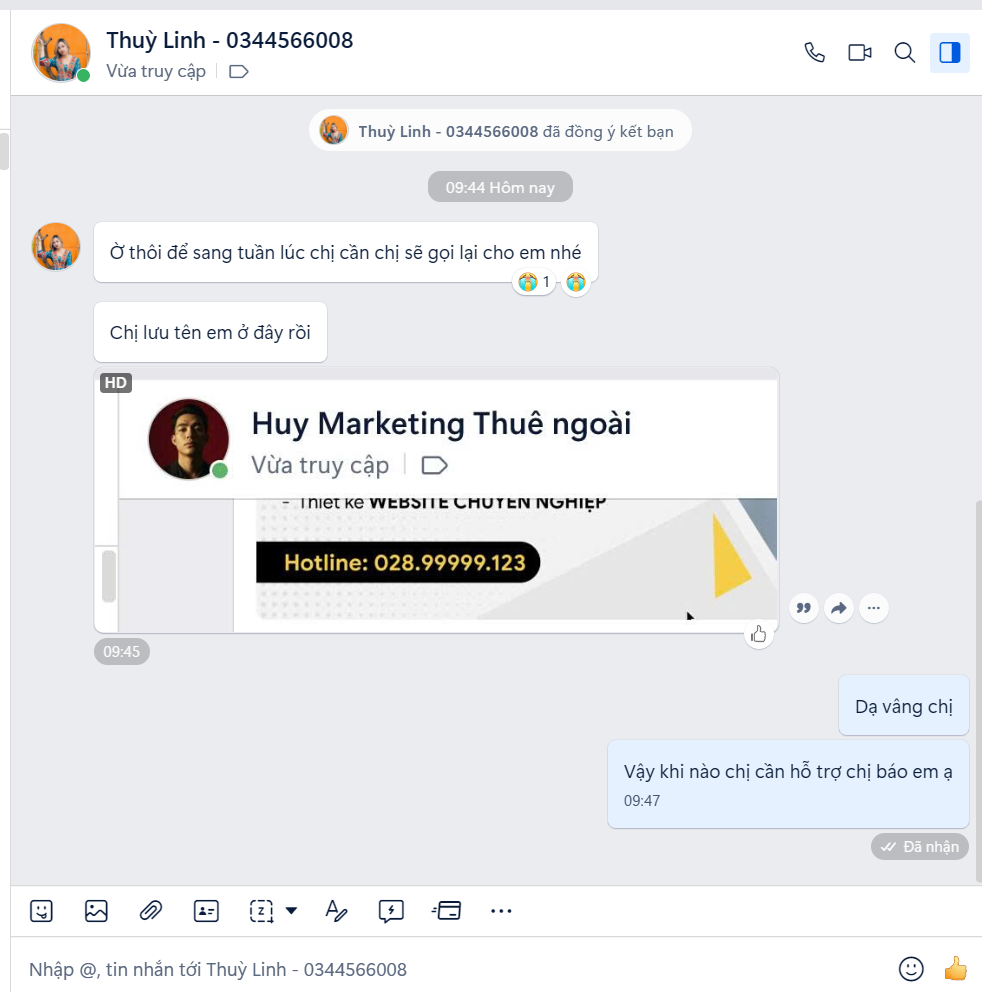 Thuỳ Linh - 0344566008
Vừa truy cập
Thuỳ Linh - 0344566008 đã đồng ý kết bạn
09:44 Hôm nay
Ờ thôi để sang tuần lúc chị cần chị sẽ gọi lại cho em nhé
1
Chị lưu tên em ở đây rồi
HD
Huy Marketing Thuê ngoài
Vừa truy cập
- Thiết kế WEBSITE CHUYÊN NGHIỆP
Hotline: 028.99999.123
09:45
Dạ vâng chị
Vậy khi nào chị cần hỗ trợ chị báo em ạ
09:47
Đã nhận
Nhập @, tin nhắn tới Thuỳ Linh - 0344566008